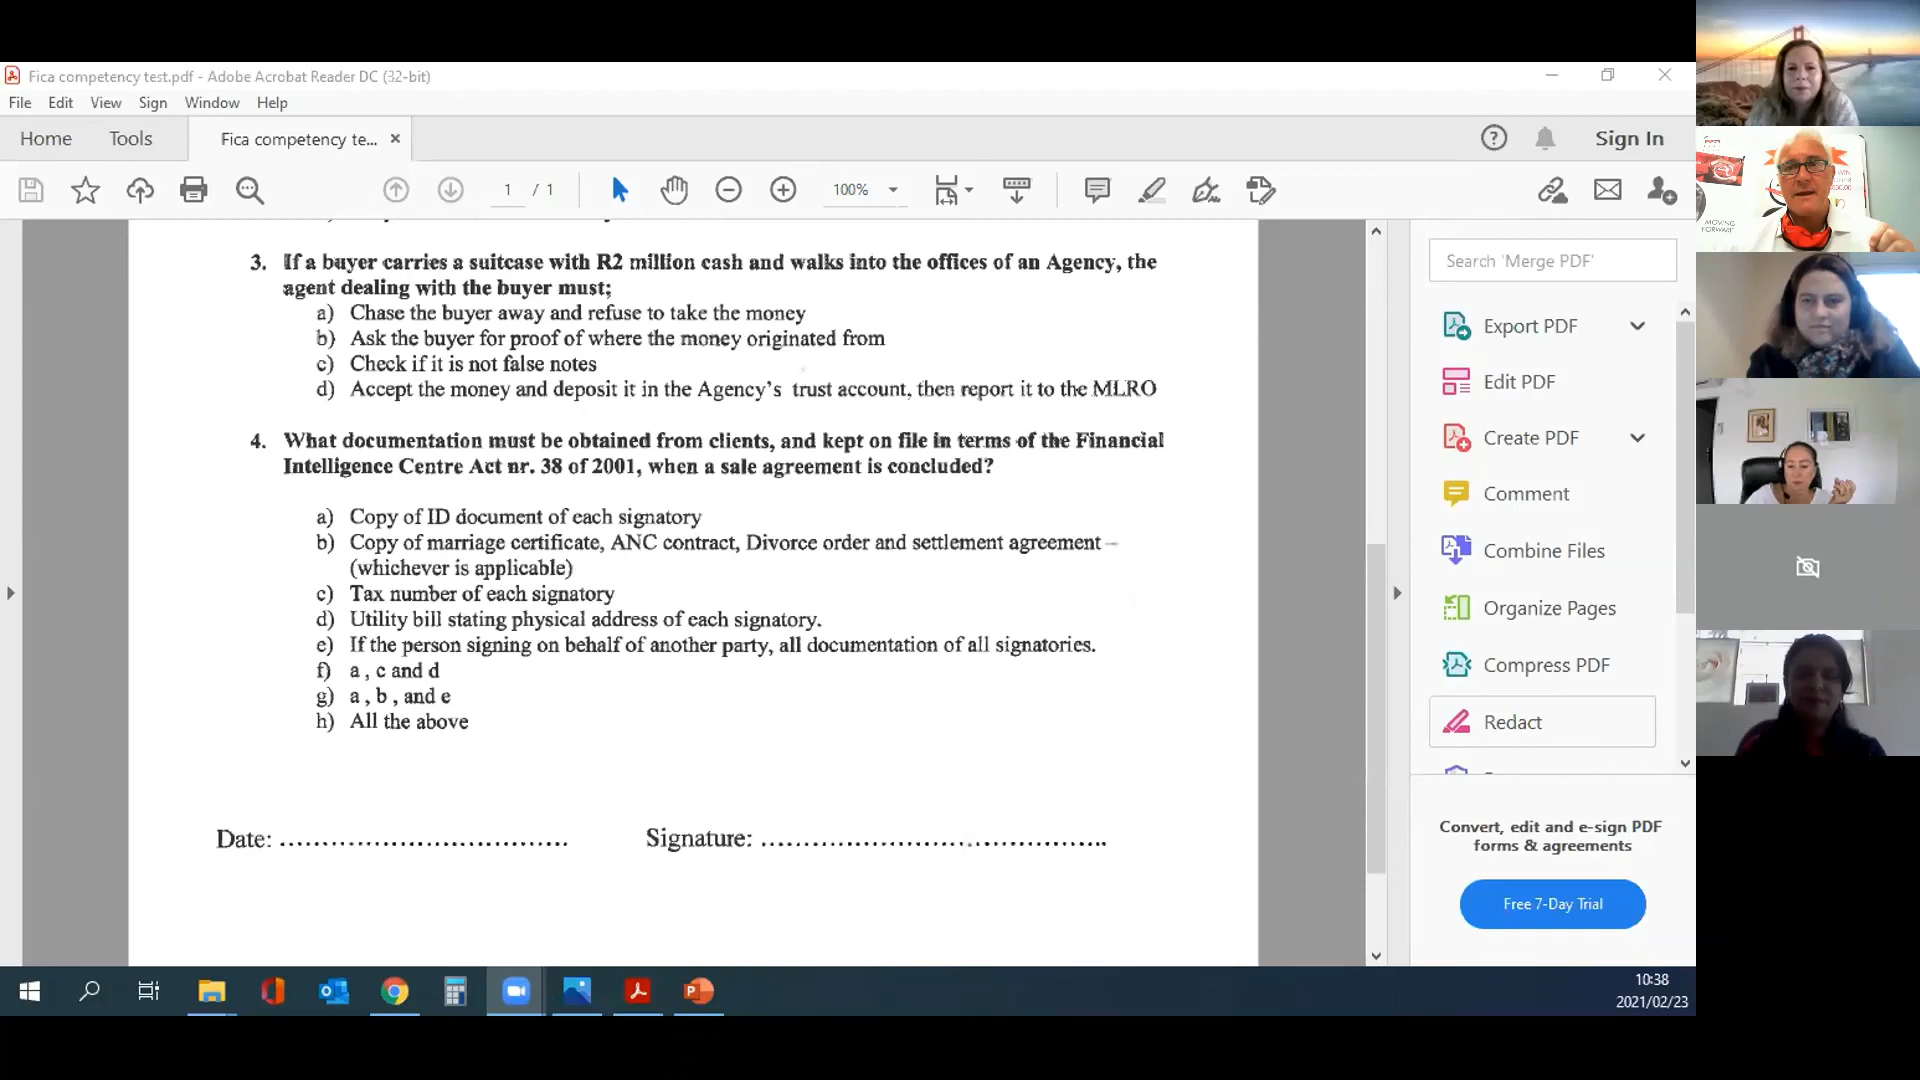 Fica competency test.pdf - Adobe Acrobat Reader DC (32-bit)
File Edit View Sign Window Help
Home Tools Fica competency te... Sign In
1 / 1 100%
3. If a buyer carries a suitcase with R2 million cash and walks into the offices of an Agency, the
agent dealing with the buyer must;
a) Chase the buyer away and refuse to take the money
b) Ask the buyer for proof of where the money originated from
c) Check if it is not false notes
d) Accept the money and deposit it in the Agency's trust account, then report it to the MLRO
4. What documentation must be obtained from clients, and kept on file in terms of the Financial
Intelligence Centre Act nr. 38 of 2001, when a sale agreement is concluded?
a) Copy of ID document of each signatory
b) Copy of marriage certificate, ANC contract, Divorce order and settlement agreement –
(whichever is applicable)
c) Tax number of each signatory
d) Utility bill stating physical address of each signatory.
e) If the person signing on behalf of another party, all documentation of all signatories.
f) a , c and d
g) a , b , and e
h) All the above
Date: .................................. Signature: ........................................
Search 'Merge PDF'
Export PDF
Edit PDF
Create PDF
Comment
Combine Files
Organize Pages
Compress PDF
Redact
Convert, edit and e-sign PDF
forms & agreements
Free 7-Day Trial
10:38
2021/02/23
MOVING
FORWARD
WIN